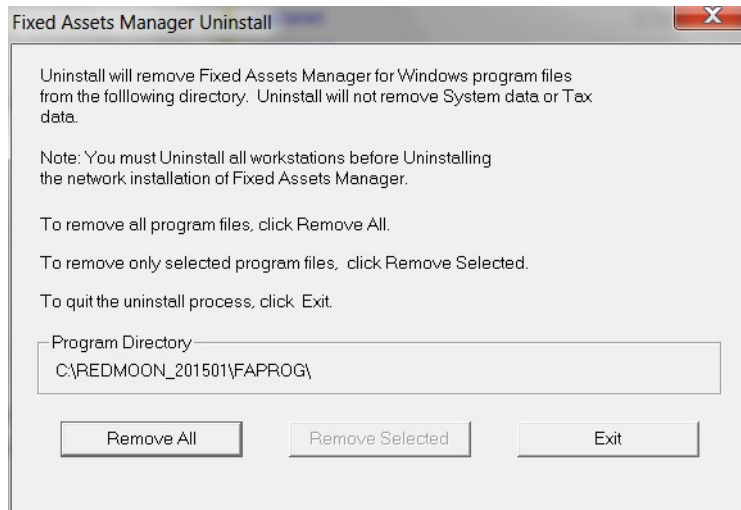 Fixed Assets Manager Uninstall
Uninstall will remove Fixed Assets Manager for Windows program files
from the folllowing directory. Uninstall will not remove System data or Tax
data.
Note: You must Uninstall all workstations before Uninstalling
the network installation of Fixed Assets Manager.
To remove all program files, click Remove All.
To remove only selected program files, click Remove Selected.
To quit the uninstall process, click Exit.
Program Directory
C:\REDMOON_201501\FAPROG\
Remove All
Remove Selected
Exit